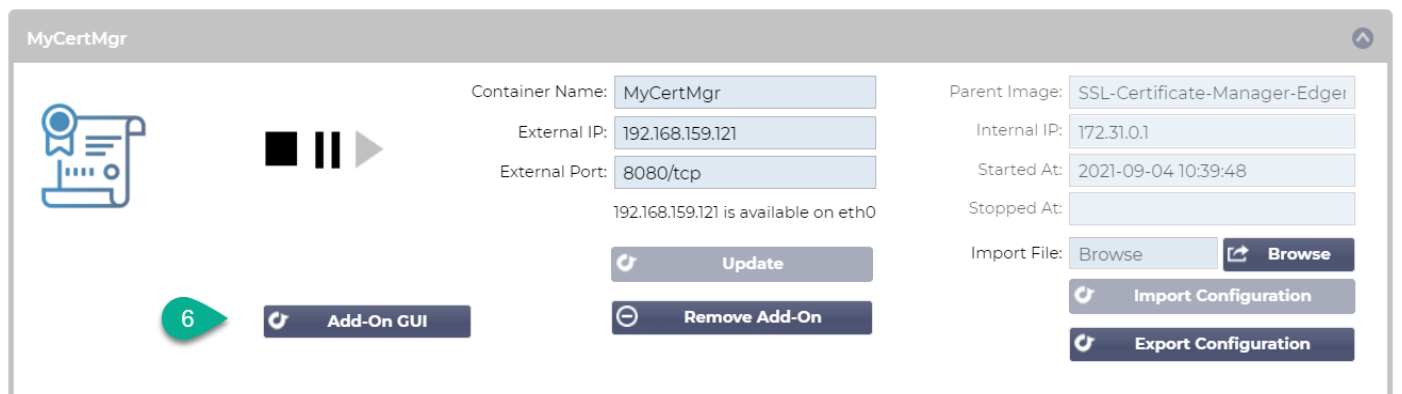 MyCertMgr
Container Name: MyCertMgr
External IP: 192.168.159.121
External Port: 8080/tcp
192.168.159.121 is available on eth0
Update
6 Add-On GUI
Remove Add-On
Parent Image: SSL-Certificate-Manager-Edger
Internal IP: 172.31.0.1
Started At: 2021-09-04 10:39:48
Stopped At:
Import File: Browse Browse
Import Configuration
Export Configuration